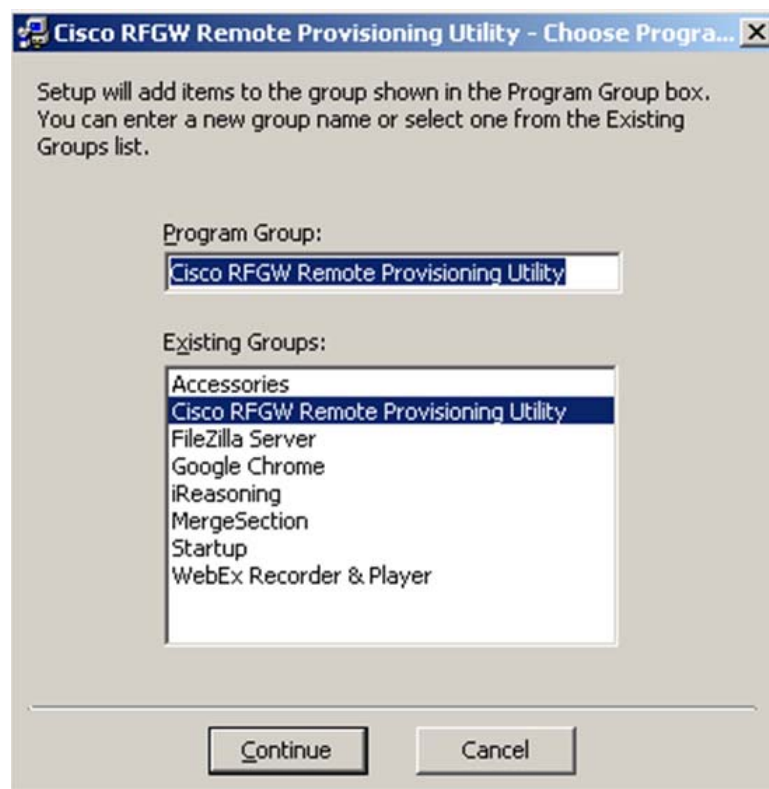 Cisco RFGW Remote Provisioning Utility - Choose Progra...
Setup will add items to the group shown in the Program Group box.
You can enter a new group name or select one from the Existing
Groups list.
Program Group:
Cisco RFGW Remote Provisioning Utility
Existing Groups:
Accessories
Cisco RFGW Remote Provisioning Utility
FileZilla Server
Google Chrome
iReasoning
MergeSection
Startup
WebEx Recorder & Player
Continue
Cancel